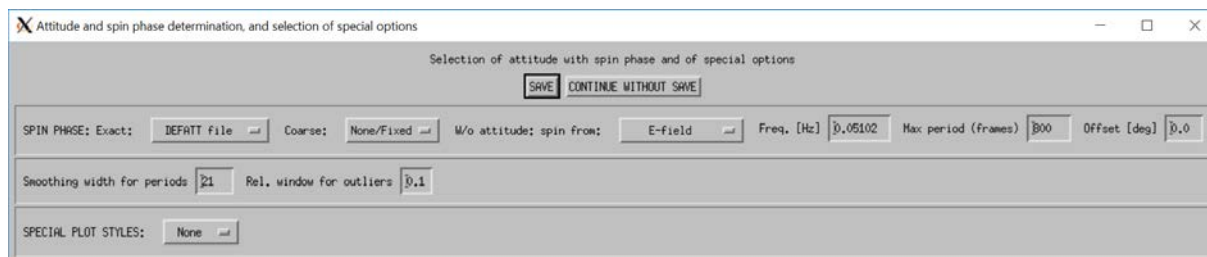 Attitude and spin phase determination, and selection of special options
Selection of attitude with spin phase and of special options
SAVE CONTINUE WITHOUT SAVE
SPIN PHASE: Exact: DEFATT file Coarse: None/Fixed W/o attitude: spin from: E-field Freq. [Hz] 0.05102 Max period (frames) 800 Offset [deg] 0.0
Smoothing width for periods 21 Rel. window for outliers 0.1
SPECIAL PLOT STYLES: None